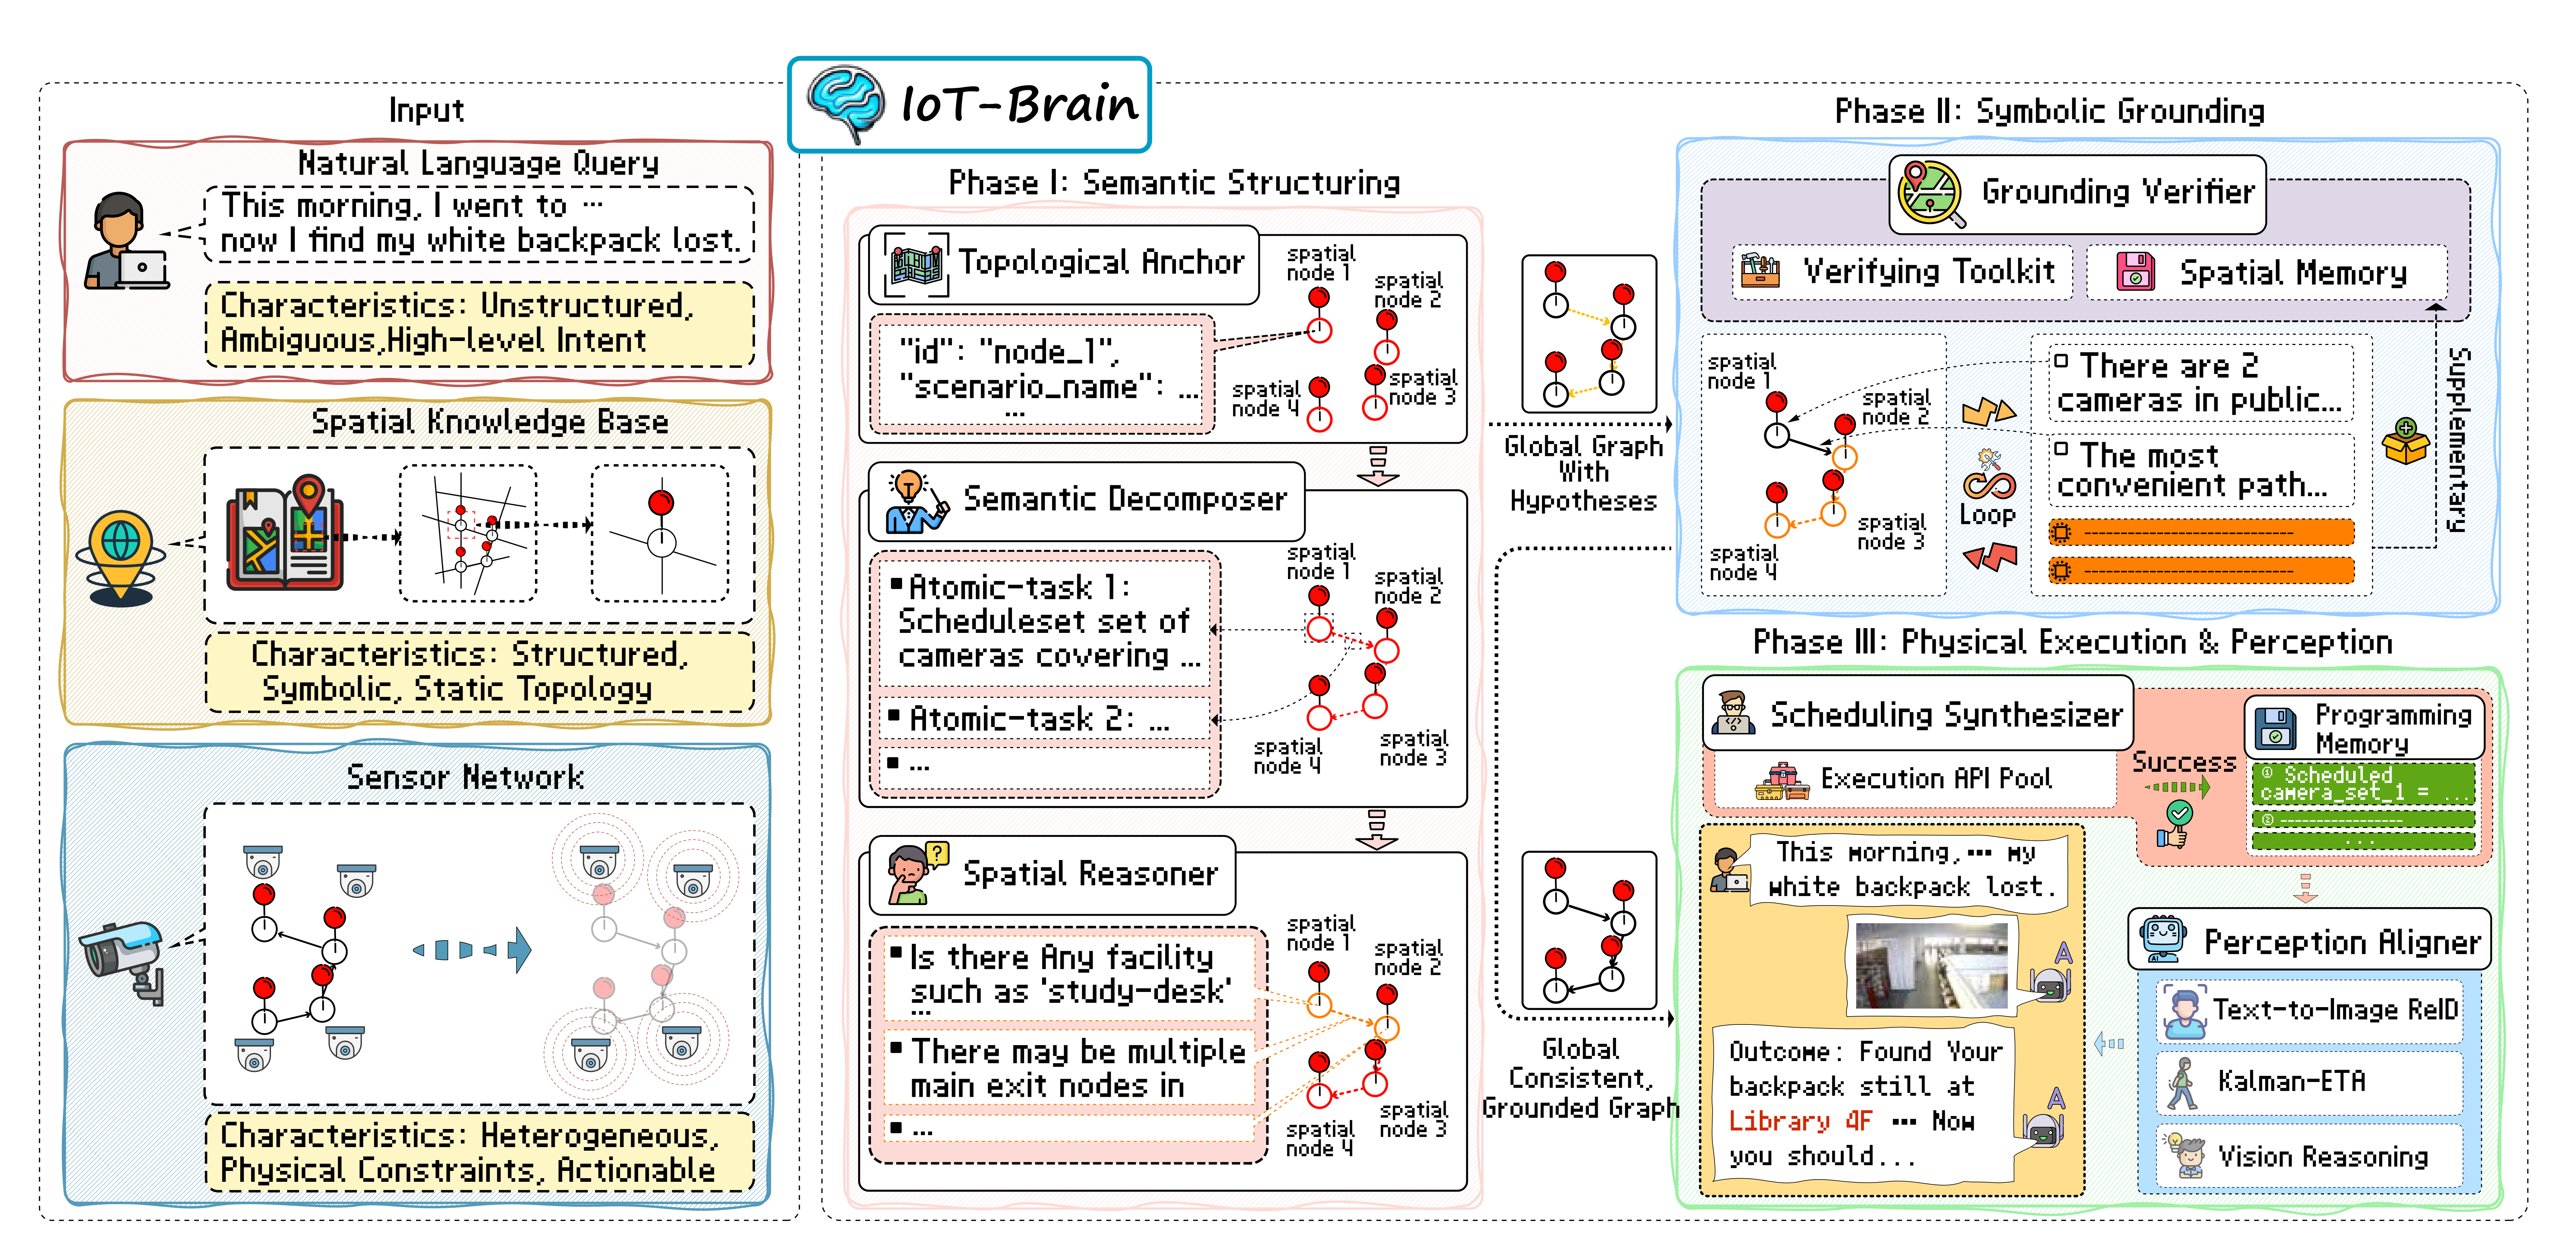 IoT-Brain
Input
Natural Language Query
This morning, I went to ...
now I find my white backpack lost.
Characteristics: Unstructured,
Ambiguous,High-level Intent
Spatial Knowledge Base
Characteristics: Structured,
Symbolic, Static Topology
Sensor Network
Characteristics: Heterogeneous,
Physical Constraints, Actionable
Phase I: Semantic Structuring
Topological Anchor
"id": "node_1",
"scenario_name": ...
...
spatial
node 1
spatial
node 2
spatial
node 3
spatial
node 4
Semantic Decomposer
Atomic-task 1:
Scheduleset set of
cameras covering ...
Atomic-task 2: ...
...
spatial
node 1
spatial
node 2
spatial
node 3
spatial
node 4
Spatial Reasoner
?
Is there Any facility
such as 'study-desk'
...
There may be multiple
main exit nodes in
...
spatial
node 1
spatial
node 2
spatial
node 3
spatial
node 4
Global Graph
With
Hypotheses
Global
Consistent,
Grounded Graph
Phase II: Symbolic Grounding
Grounding Verifier
Verifying Toolkit
Spatial Memory
spatial
node 1
spatial
node 2
spatial
node 3
spatial
node 4
Loop
There are 2
cameras in public...
The most
convenient path...
Supplementary
Phase III: Physical Execution & Perception
Scheduling Synthesizer
Execution API Pool
Success
Programming
Memory
① Scheduled
camera_set_1 = ...
② -----------------
...
This morning,... my
white backpack lost.
A
Outcome: Found Your
backpack still at
Library 4F ... Now
you should...
A
Perception Aligner
AI
Text-to-Image ReID
Kalman-ETA
Vision Reasoning